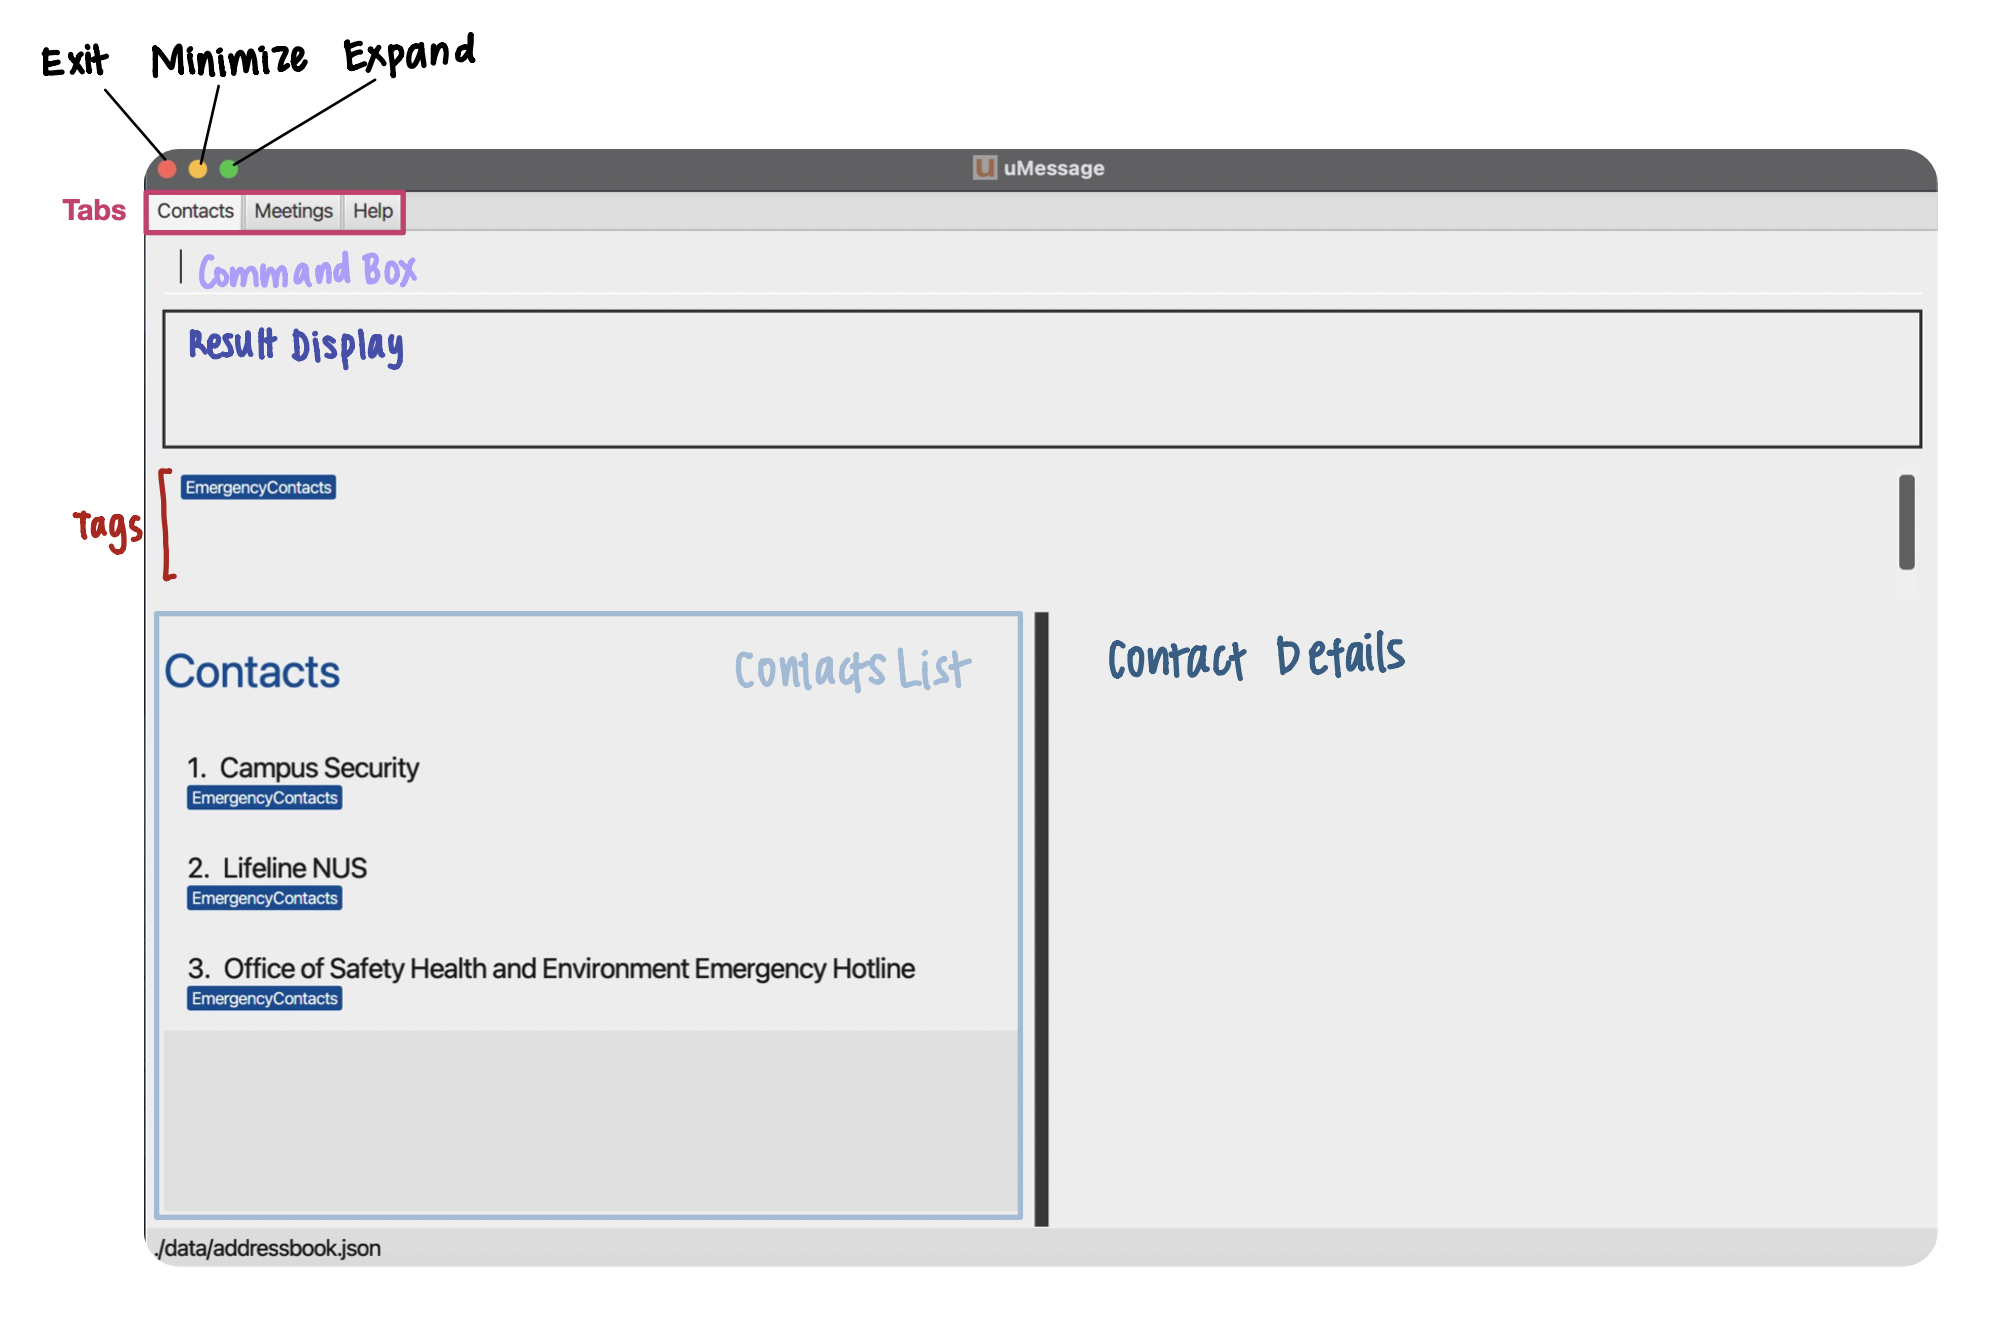 Exit Minimize Expand
u uMessage
Tabs Contacts Meetings Help
Command Box
Result Display
EmergencyContacts
Tags
Contacts
Contacts List
Contact Details
1. Campus Security
EmergencyContacts
2. Lifeline NUS
EmergencyContacts
3. Office of Safety Health and Environment Emergency Hotline
EmergencyContacts
./data/addressbook.json